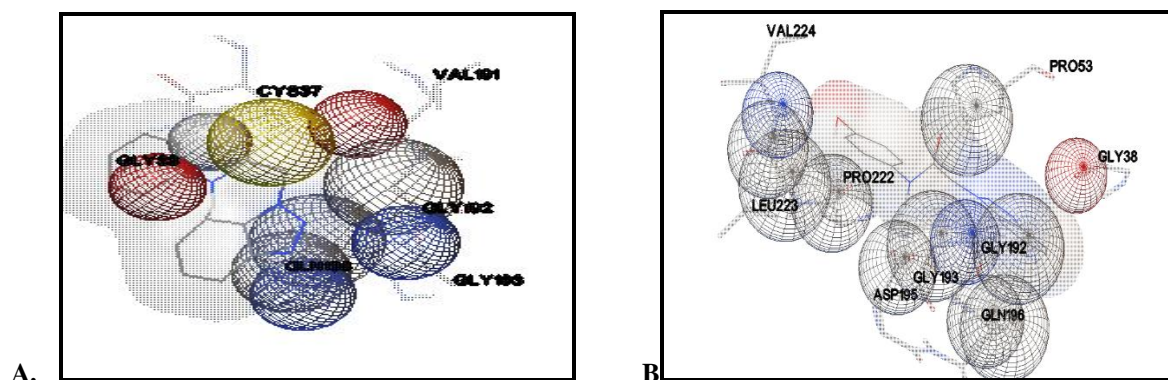 VAL191
CYS37
GLY192
GLY193
A.
VAL224
PRO53
GLY38
PRO222
LEU223
GLY192
GLY193
ASP195
GLN196
B